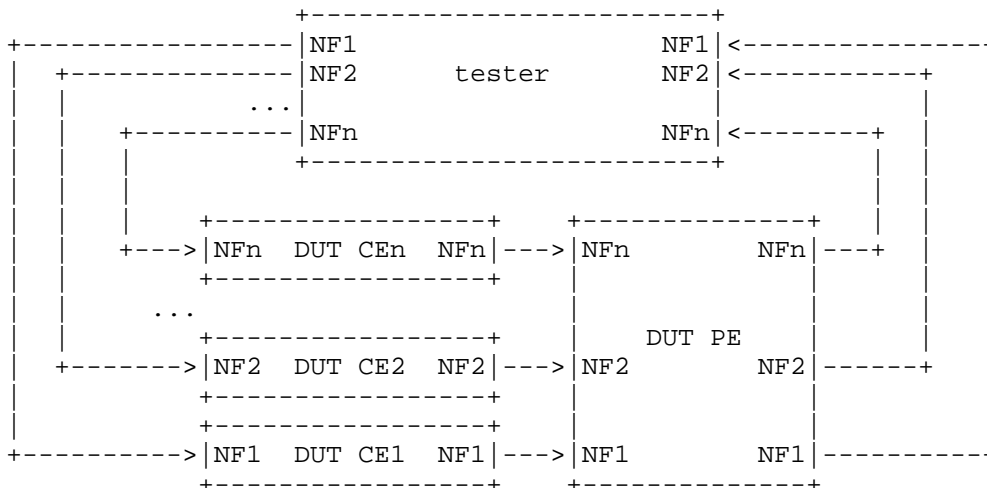 NF1 NF1
NF2 tester NF2
...
NFn NFn
NFn DUT CEn NFn NFn NFn
...
DUT PE
NF2 DUT CE2 NF2 NF2 NF2
NF1 DUT CE1 NF1 NF1 NF1